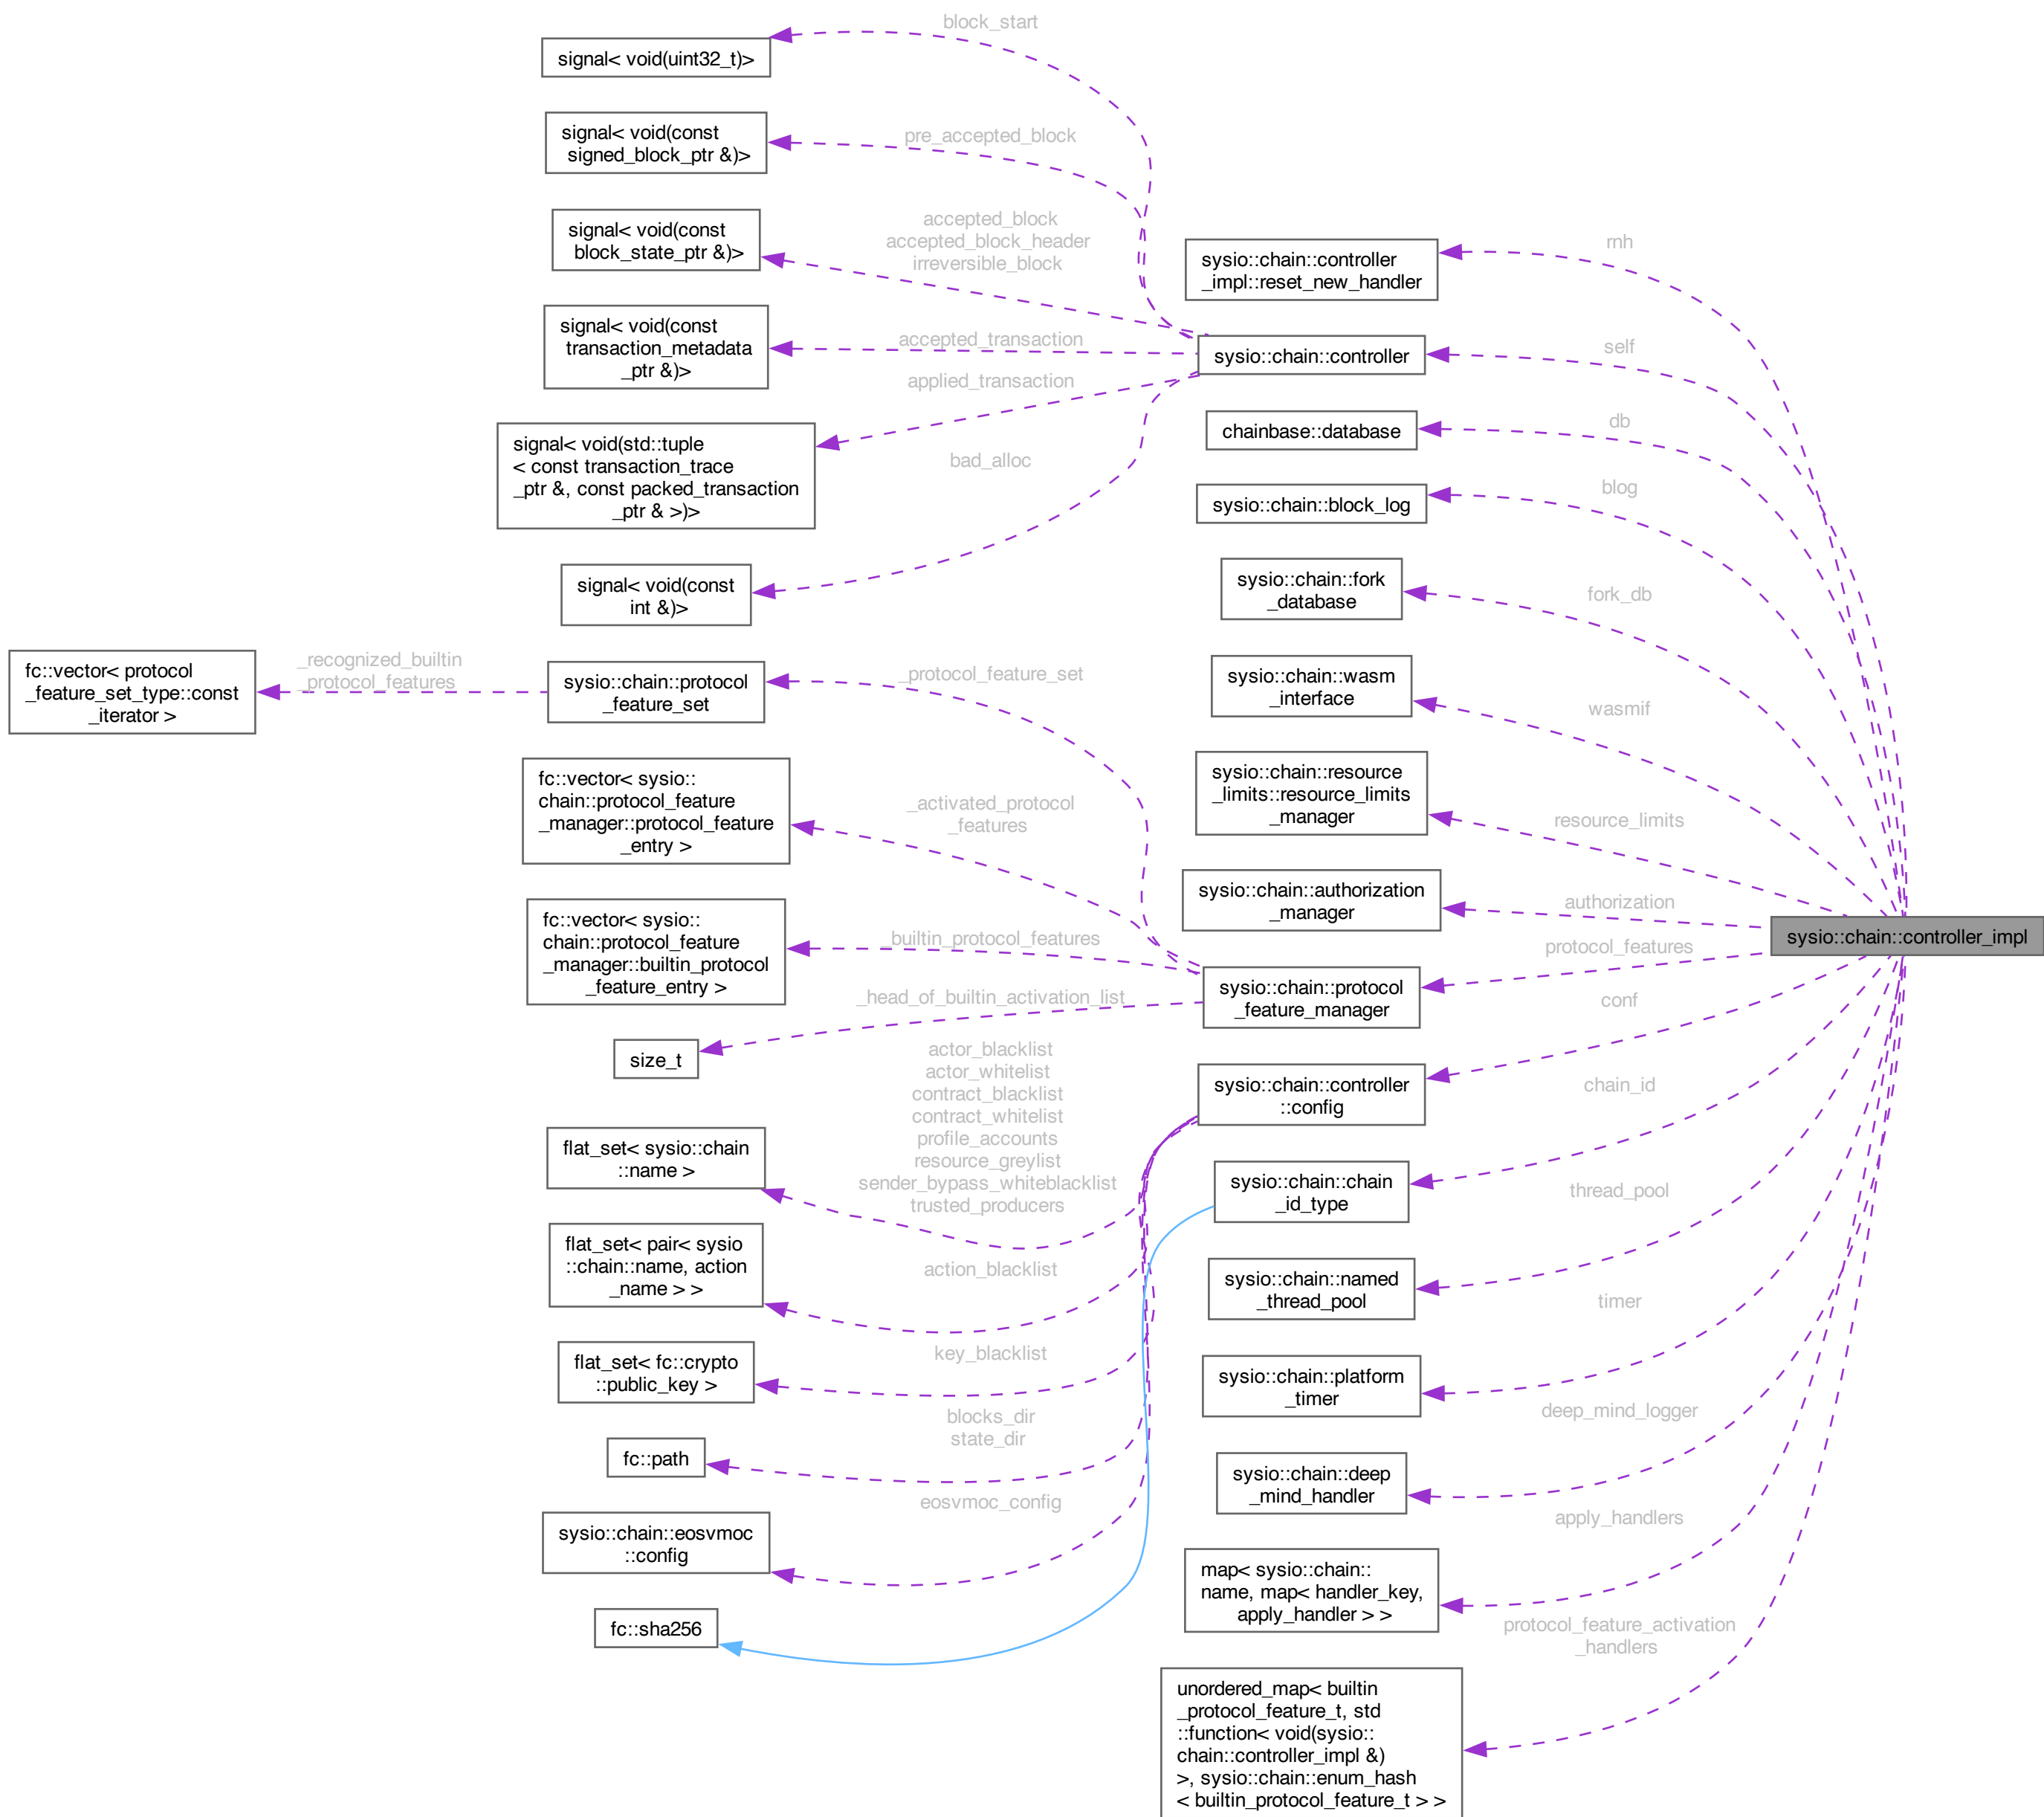 block_start
signal< void(uint32_t)>
signal< void(const
signed_block_ptr &)>
pre_accepted_block
signal< void(const
block_state_ptr &)>
accepted_block
accepted_block_header
irreversible_block
signal< void(const
transaction_metadata
_ptr &)>
accepted_transaction
signal< void(std::tuple
< const transaction_trace
_ptr &, const packed_transaction
_ptr & >)>
applied_transaction
signal< void(const
int &)>
bad_alloc
fc::vector< protocol
_feature_set_type::const
_iterator >
_recognized_builtin
_protocol_features
sysio::chain::protocol
_feature_set
_protocol_feature_set
fc::vector< sysio::
chain::protocol_feature
_manager::protocol_feature
_entry >
_activated_protocol
_features
fc::vector< sysio::
chain::protocol_feature
_manager::builtin_protocol
_feature_entry >
_builtin_protocol_features
size_t
_head_of_builtin_activation_list
flat_set< sysio::chain
::name >
actor_blacklist
actor_whitelist
contract_blacklist
contract_whitelist
profile_accounts
resource_greylist
sender_bypass_whiteblacklist
trusted_producers
flat_set< pair< sysio
::chain::name, action
_name > >
action_blacklist
flat_set< fc::crypto
::public_key >
key_blacklist
fc::path
blocks_dir
state_dir
sysio::chain::eosvmoc
::config
eosvmoc_config
fc::sha256
sysio::chain::controller
_impl::reset_new_handler
rnh
sysio::chain::controller
self
chainbase::database
db
sysio::chain::block_log
blog
sysio::chain::fork
_database
fork_db
sysio::chain::wasm
_interface
wasmif
sysio::chain::resource
_limits::resource_limits
_manager
resource_limits
sysio::chain::authorization
_manager
authorization
sysio::chain::controller_impl
sysio::chain::protocol
_feature_manager
protocol_features
sysio::chain::controller
::config
conf
sysio::chain::chain
_id_type
chain_id
sysio::chain::named
_thread_pool
thread_pool
sysio::chain::platform
_timer
timer
sysio::chain::deep
_mind_handler
deep_mind_logger
map< sysio::chain::
name, map< handler_key,
apply_handler > >
apply_handlers
unordered_map< builtin
_protocol_feature_t, std
::function< void(sysio::
chain::controller_impl &)
>, sysio::chain::enum_hash
< builtin_protocol_feature_t > >
protocol_feature_activation
_handlers